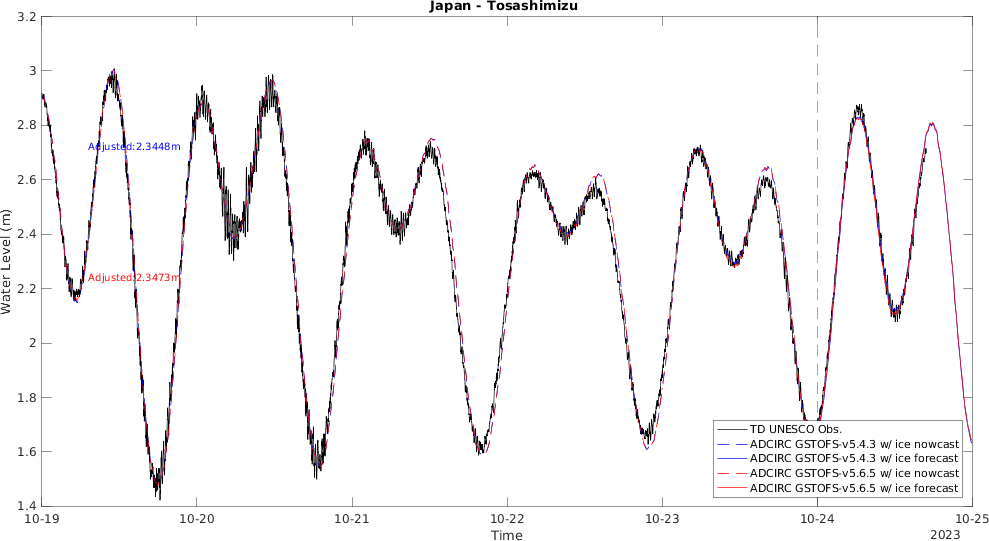 Japan - Tosashimizu
3.2
3
2.8
2.6
2.4
2.2
2
1.8
1.6
1.4
Water Level (m)
Adjusted:2.3448m
Adjusted:2.3473m
TD UNESCO Obs.
ADCIRC GSTOFS-v5.4.3 w/ ice nowcast
ADCIRC GSTOFS-v5.4.3 w/ ice forecast
ADCIRC GSTOFS-v5.6.5 w/ ice nowcast
ADCIRC GSTOFS-v5.6.5 w/ ice forecast
10-19 10-20 10-21 10-22 10-23 10-24 10-25
Time
2023